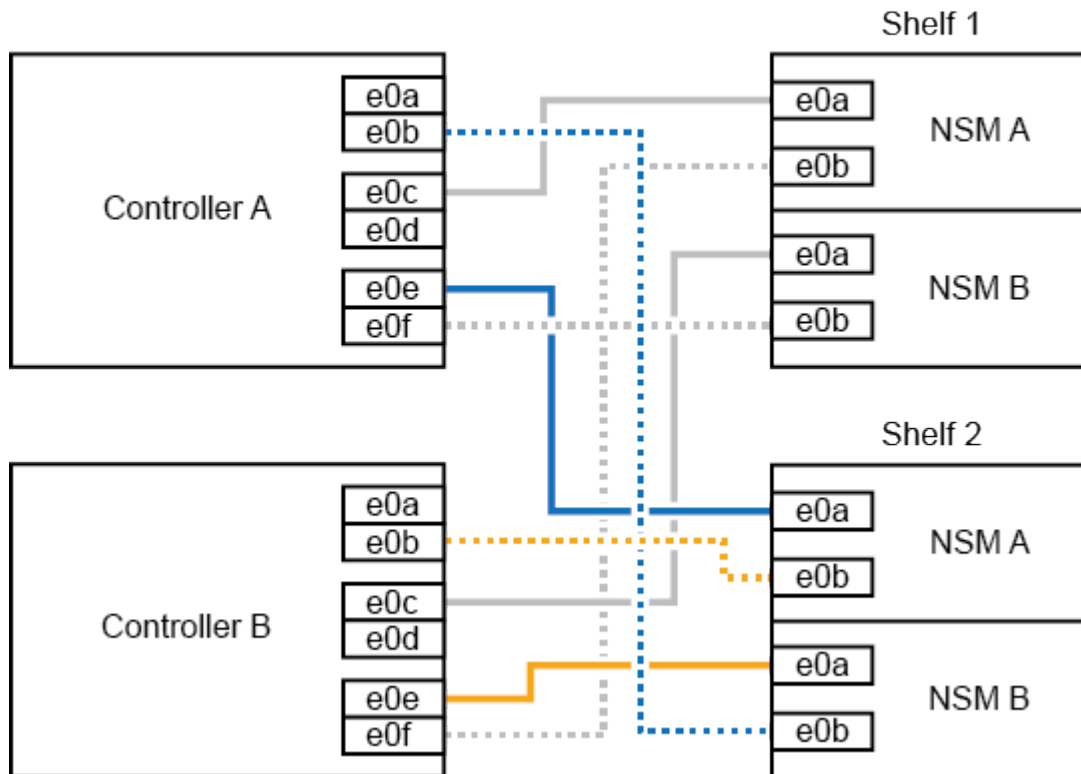 Shelf 1
Controller A
e0a
e0b
e0c
e0d
e0e
e0f
e0a
e0b
NSM A
e0a
e0b
NSM B
Shelf 2
Controller B
e0a
e0b
e0c
e0d
e0e
e0f
e0a
e0b
NSM A
e0a
e0b
NSM B